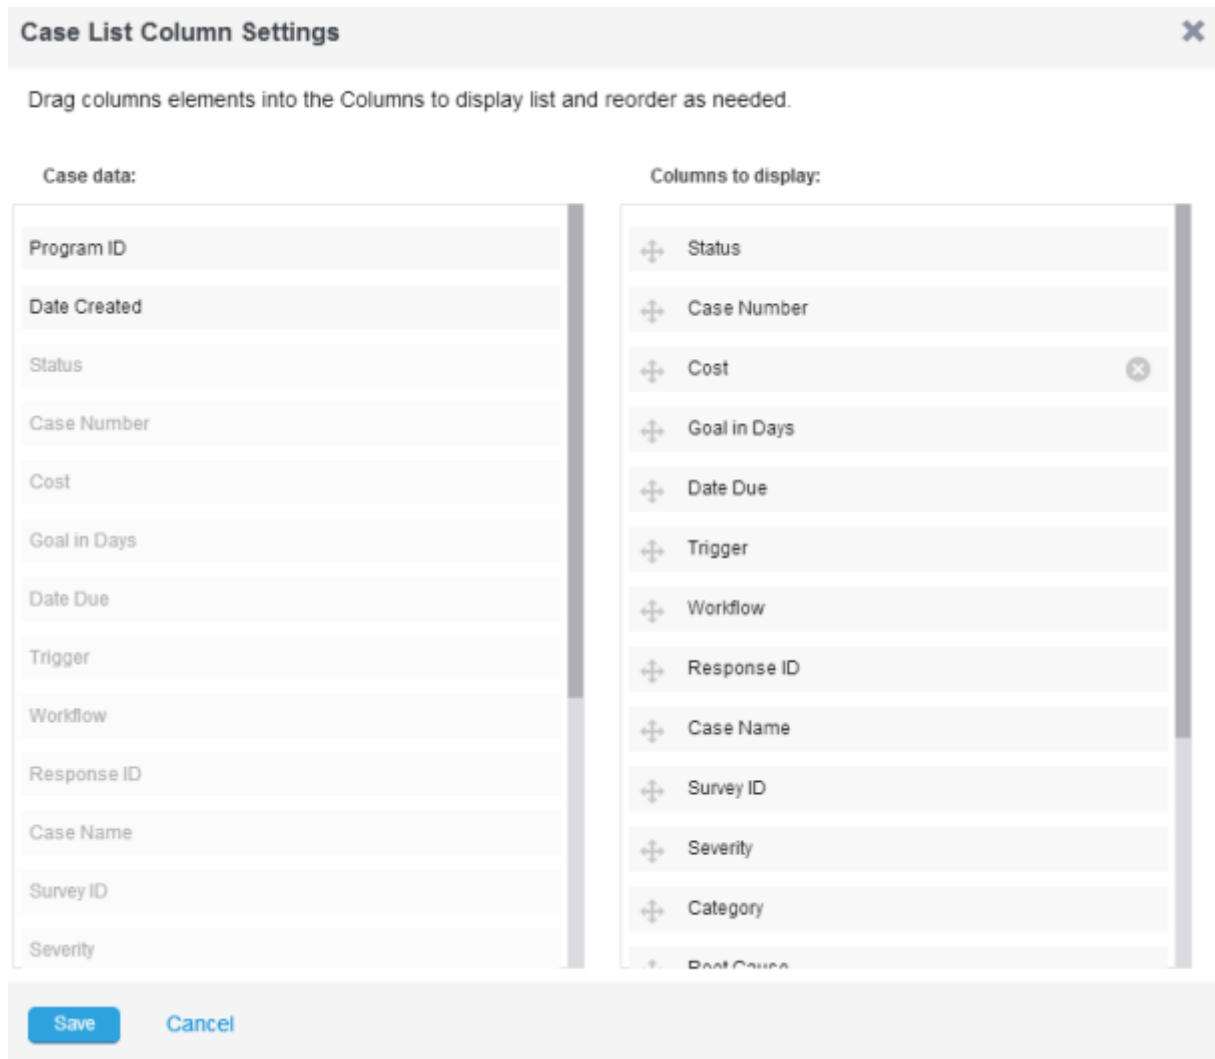 Case List Column Settings
Drag columns elements into the Columns to display list and reorder as needed.
Case data:
Program ID
Date Created
Status
Case Number
Cost
Goal in Days
Date Due
Trigger
Workflow
Response ID
Case Name
Survey ID
Severity
Columns to display:
Status
Case Number
Cost
Goal in Days
Date Due
Trigger
Workflow
Response ID
Case Name
Survey ID
Severity
Category
Root Cause
Save
Cancel